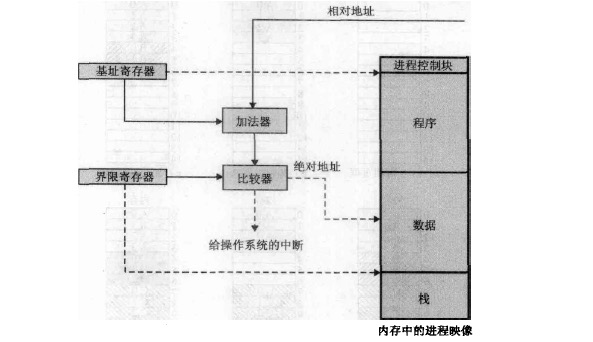 相对地址
基址寄存器
进程控制块
加法器
程序
界限寄存器
比较器
绝对地址
数据
给操作系统的中断
栈
内存中的进程映像